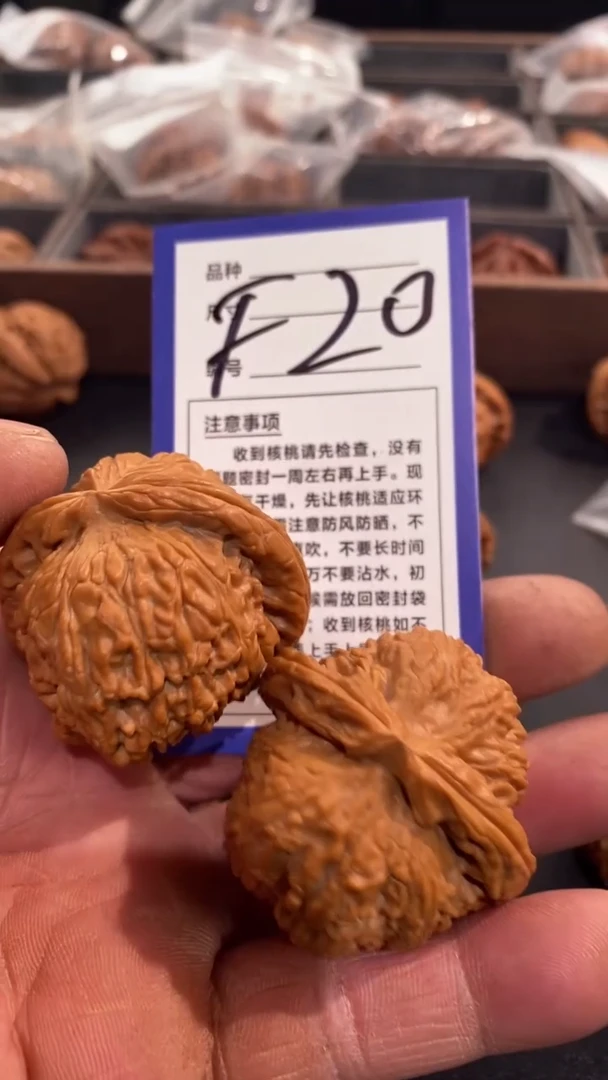 品种
F20
号
注意事项
收到核桃请先检查，没有
题密封一周左右再上手。现
干燥，先让核桃适应环
注意防风防晒，不
吹，不要长时间
万不要沾水，初
候需放回密封袋
；收到核桃如不
上手